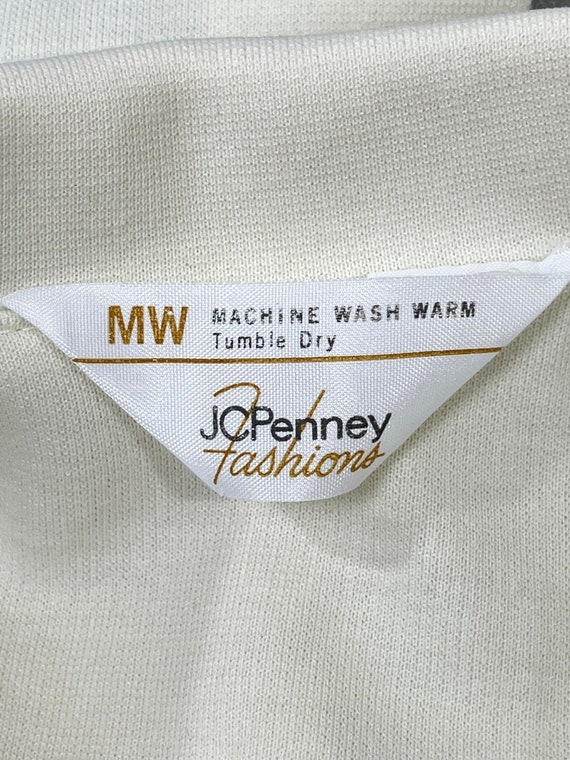 MW MACHINE WASH WARM
Tumble Dry
JCPenney
fashions